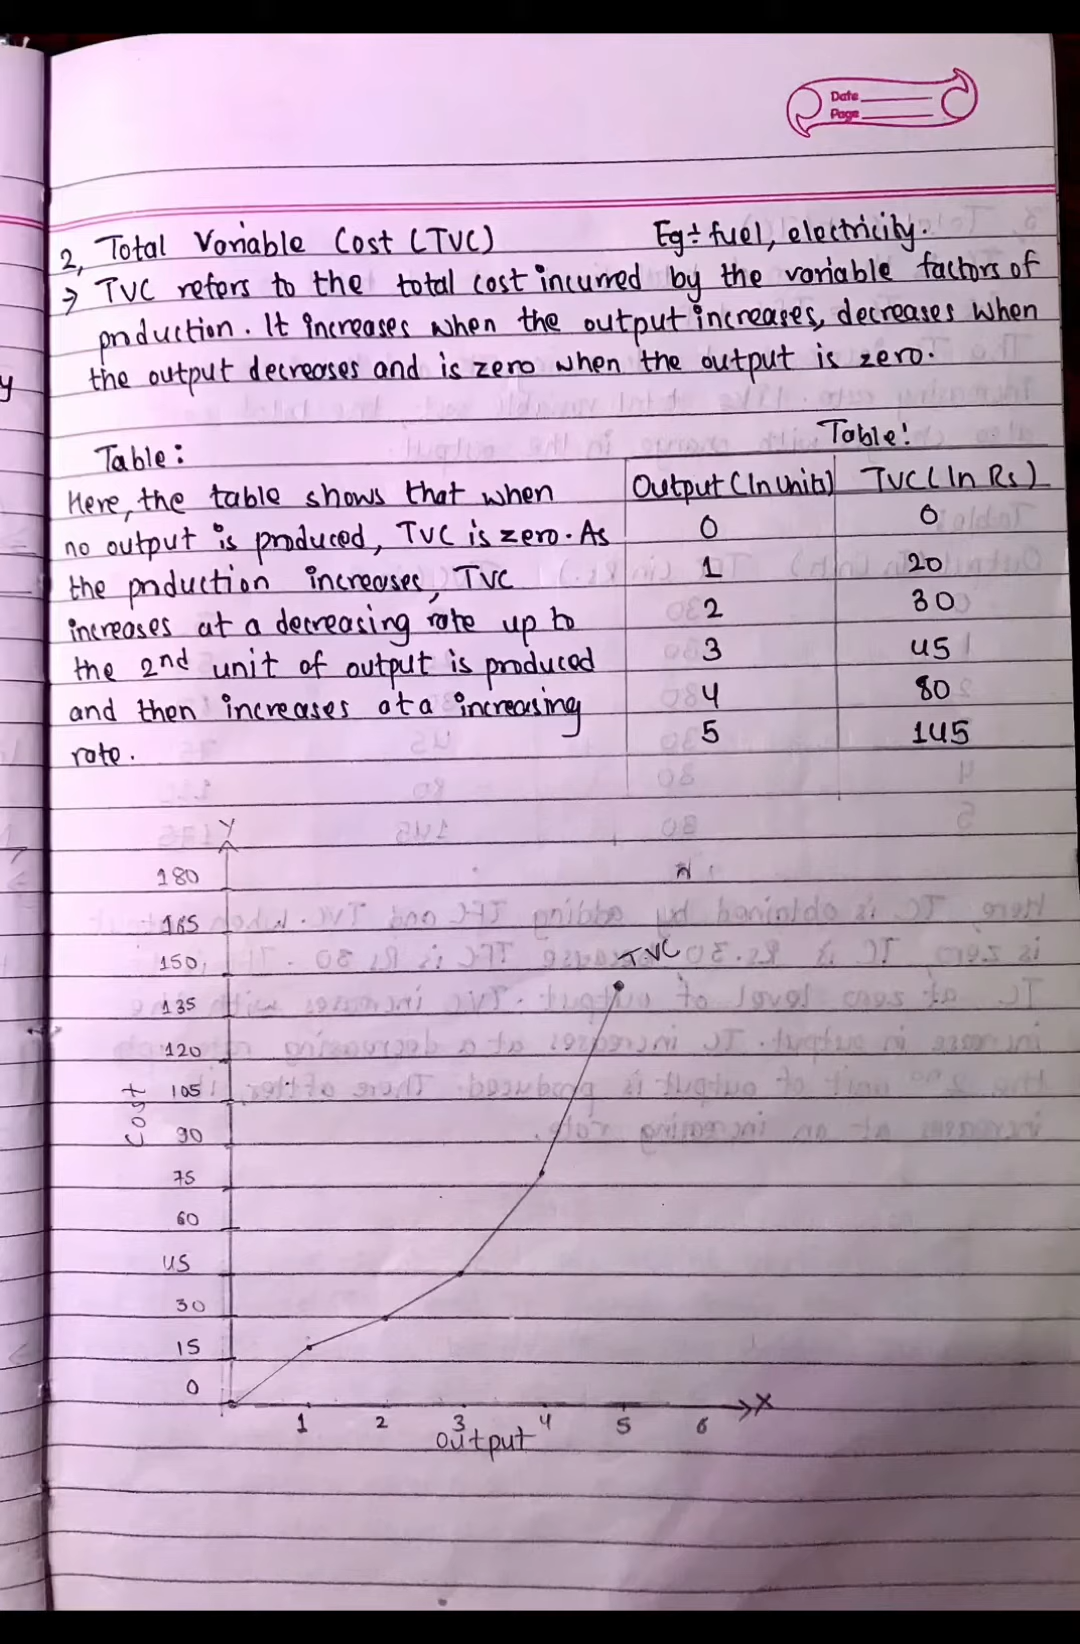 Date
Page
2, Total Variable Cost (TVC) Eg÷ fuel, electricity.
→ TVC refers to the total cost incurred by the variable factors of
production. It increases when the output increases, decreases when
the output decreases and is zero when the output is zero.
Table:
Here, the table shows that when
no output is produced, TVC is zero. As
the production increases, TVC
increases at a decreasing rate up to
the 2nd unit of output is produced
and then increases at a increasing
rate.
Table!
Output (In Units) TVC (In Rs)
0 0
1 20
2 30
3 45
4 80
5 145
Y
180
165
150
135
120
105
90
75
60
45
30
15
0
Cost
TVC
1 2 3 4 5 6 X
Output
y